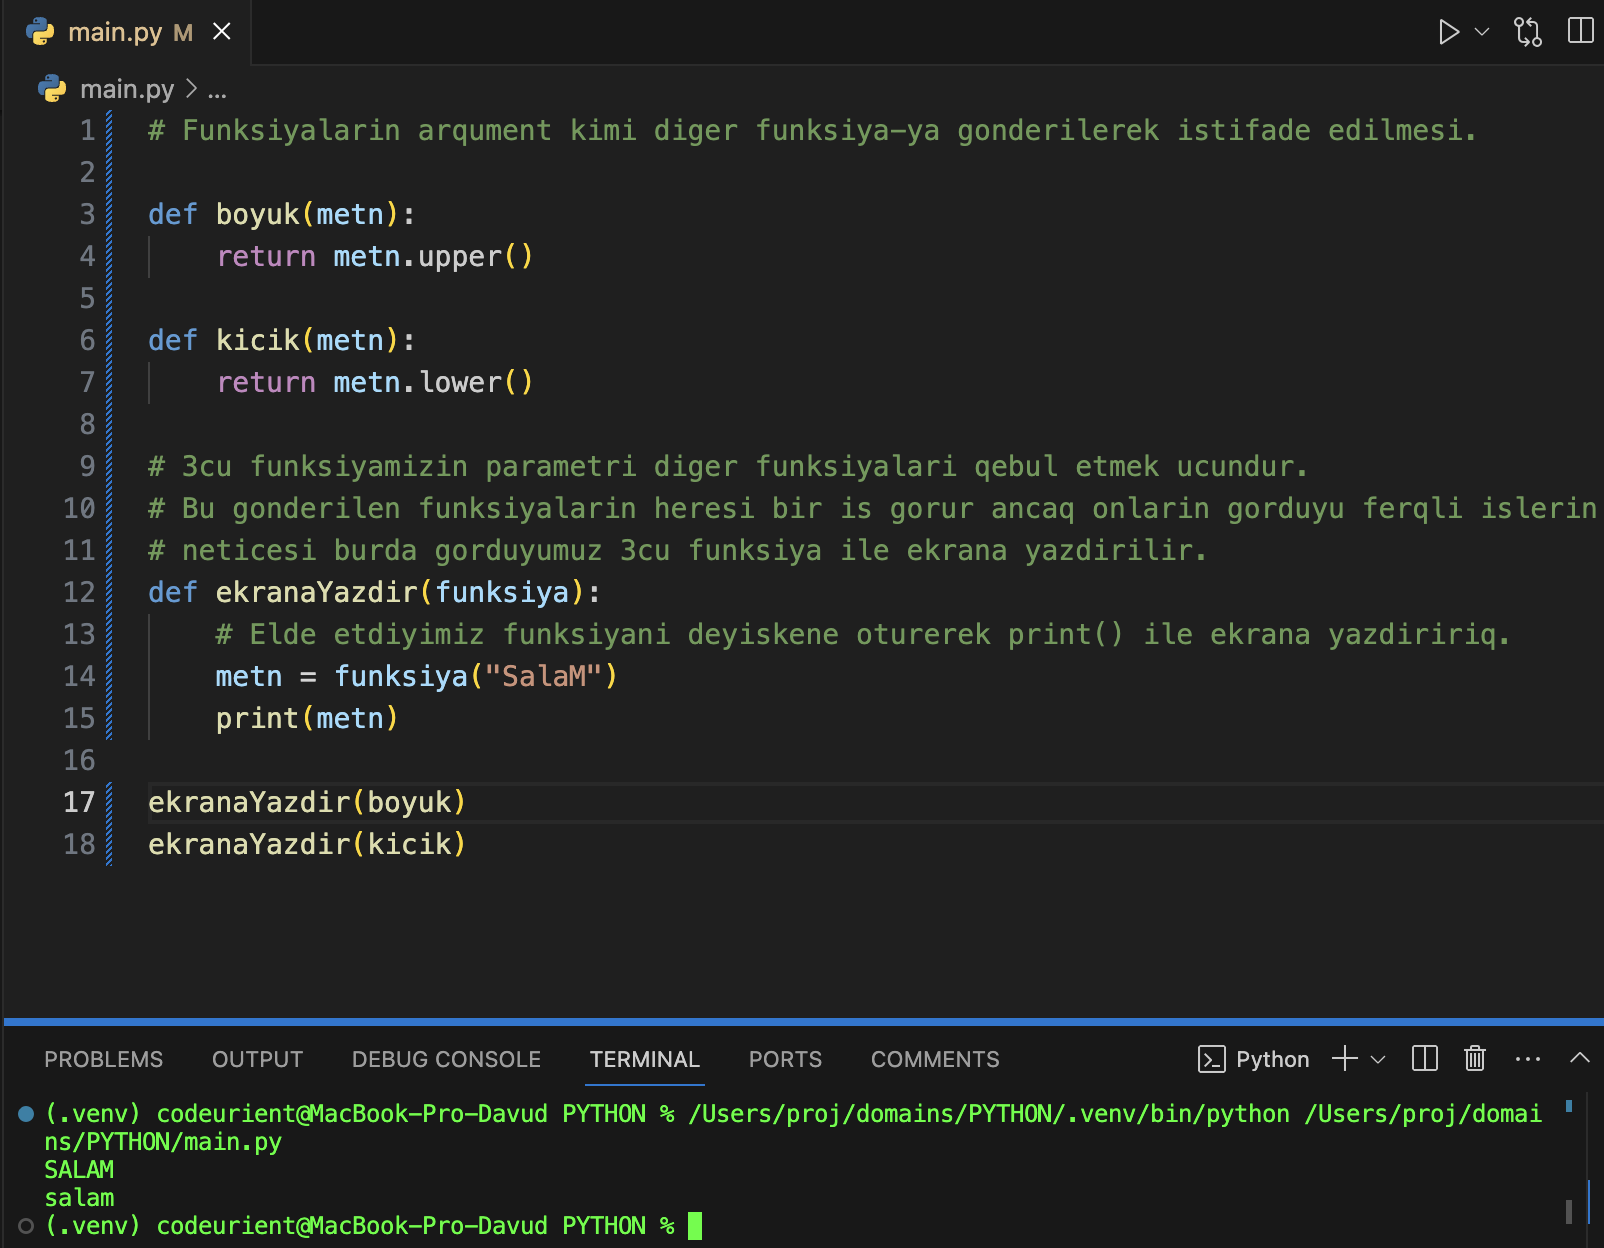 main.py M
main.py > ...
1 # Funksiyalarin arqument kimi diger funksiya-ya gonderilerek istifade edilmesi.
2
3 def boyuk(metn):
4     return metn.upper()
5
6 def kicik(metn):
7     return metn.lower()
8
9 # 3cu funksiyamizin parametri diger funksiyalari qebul etmek ucundur.
10 # Bu gonderilen funksiyalarin heresi bir is gorur ancaq onlarin gorduyu ferqli islerin
11 # neticesi burda gorduyumuz 3cu funksiya ile ekrana yazdirilir.
12 def ekranaYazdir(funksiya):
13     # Elde etdiyimiz funksiyani deyiskene oturerek print() ile ekrana yazdiririq.
14     metn = funksiya("SalaM")
15     print(metn)
16
17 ekranaYazdir(boyuk)
18 ekranaYazdir(kicik)
PROBLEMS OUTPUT DEBUG CONSOLE TERMINAL PORTS COMMENTS Python
(.venv) codeurient@MacBook-Pro-Davud PYTHON % /Users/proj/domains/PYTHON/.venv/bin/python /Users/proj/domai
ns/PYTHON/main.py
SALAM
salam
(.venv) codeurient@MacBook-Pro-Davud PYTHON %